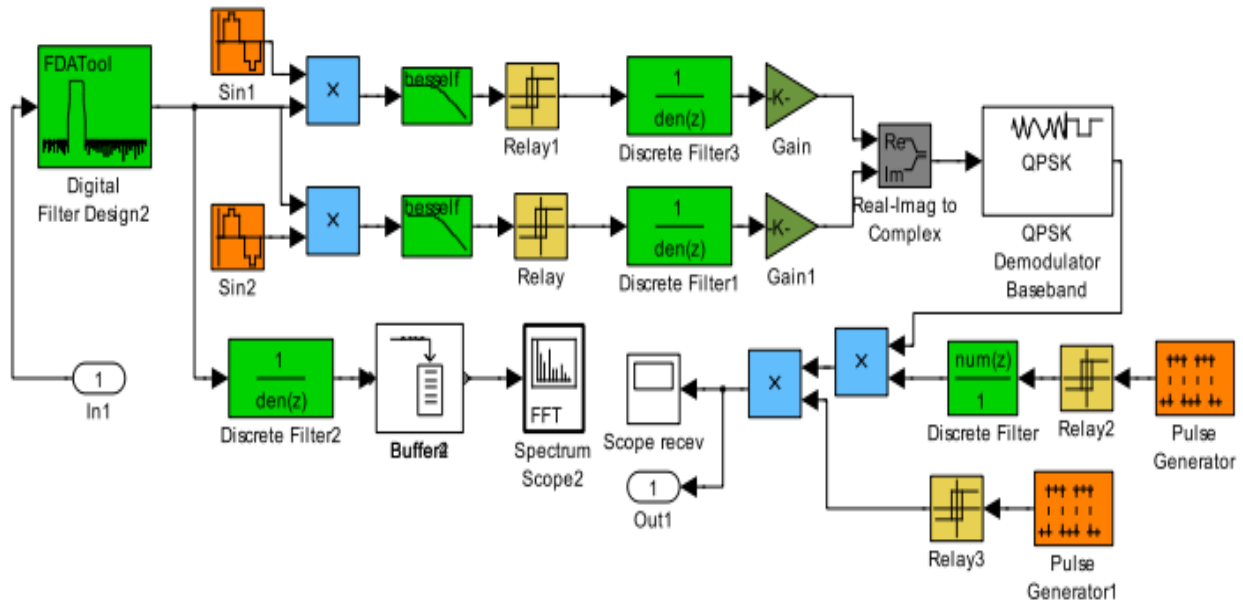 FDATool
Digital
Filter Design2
Sin1
×
besself
Relay1
1
den(z)
Discrete Filter3
-K-
Gain
Re
Im
Real-Imag to
Complex
QPSK
QPSK
Demodulator
Baseband
Sin2
×
besself
Relay
1
den(z)
Discrete Filter1
-K-
Gain1
1
In1
1
den(z)
Discrete Filter2
FFT
Spectrum
Scope2
Scope recev
1
Out1
×
×
num(z)
1
Discrete Filter
Relay2
Pulse
Generator
Relay3
Pulse
Generator1